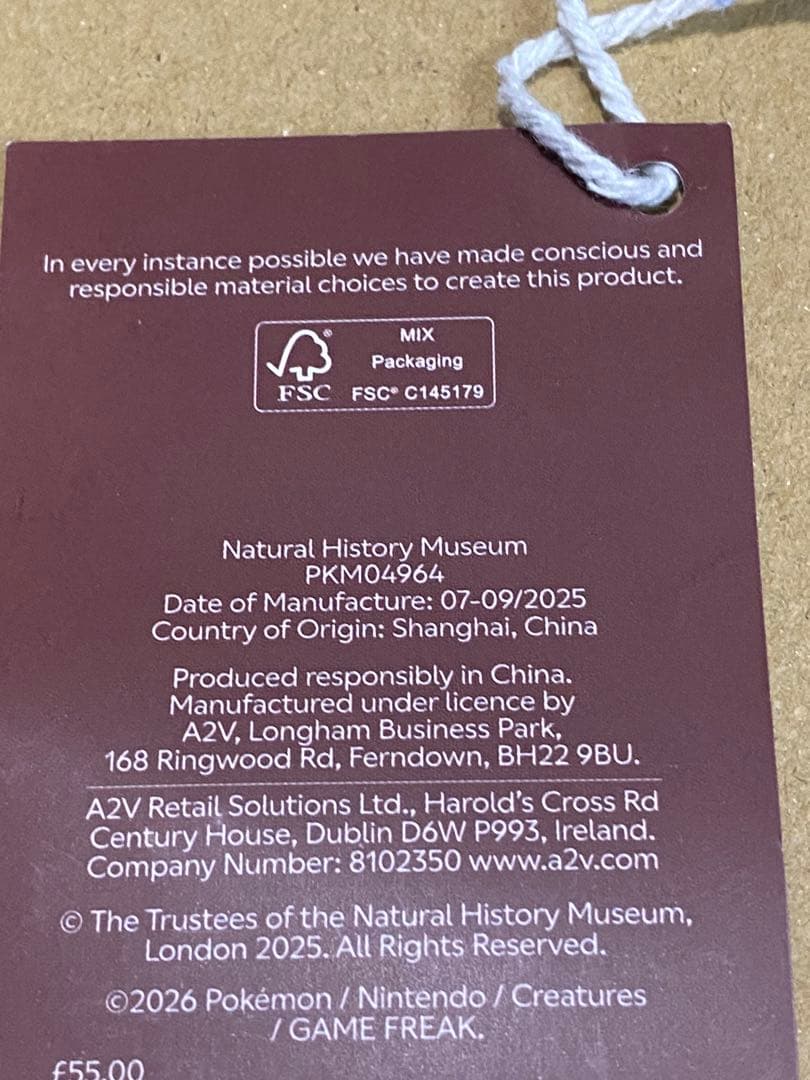 In every instance possible we have made conscious and
responsible material choices to create this product.
FSC®
MIX
Packaging
FSC® C145179
Natural History Museum
PKM04964
Date of Manufacture: 07-09/2025
Country of Origin: Shanghai, China
Produced responsibly in China.
Manufactured under licence by
A2V, Longham Business Park,
168 Ringwood Rd, Ferndown, BH22 9BU.
A2V Retail Solutions Ltd., Harold's Cross Rd
Century House, Dublin D6W P993, Ireland.
Company Number: 8102350 www.a2v.com
© The Trustees of the Natural History Museum,
London 2025. All Rights Reserved.
©2026 Pokémon / Nintendo / Creatures
/ GAME FREAK.
£55.00